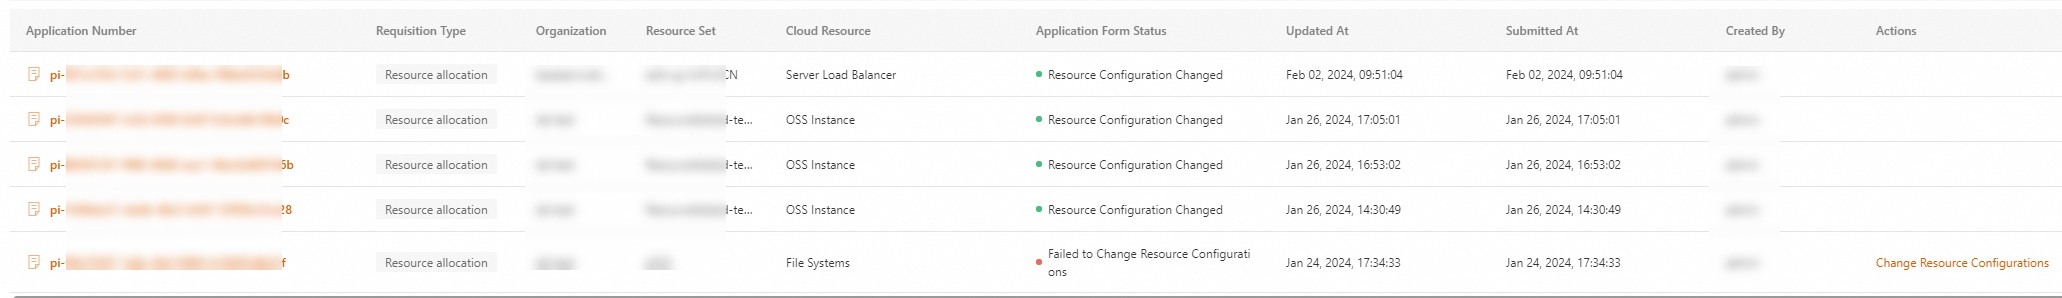 Application Number Requisition Type Organization Resource Set Cloud Resource Application Form Status Updated At Submitted At Created By Actions
pi- b Resource allocation CN Server Load Balancer Resource Configuration Changed Feb 02, 2024, 09:51:04 Feb 02, 2024, 09:51:04
pi- c Resource allocation d-te... OSS Instance Resource Configuration Changed Jan 26, 2024, 17:05:01 Jan 26, 2024, 17:05:01
pi- 6b Resource allocation d-te... OSS Instance Resource Configuration Changed Jan 26, 2024, 16:53:02 Jan 26, 2024, 16:53:02
pi- 28 Resource allocation d-te... OSS Instance Resource Configuration Changed Jan 26, 2024, 14:30:49 Jan 26, 2024, 14:30:49
pi- f Resource allocation File Systems Failed to Change Resource Configurati Jan 24, 2024, 17:34:33 Jan 24, 2024, 17:34:33 Change Resource Configurations
ons